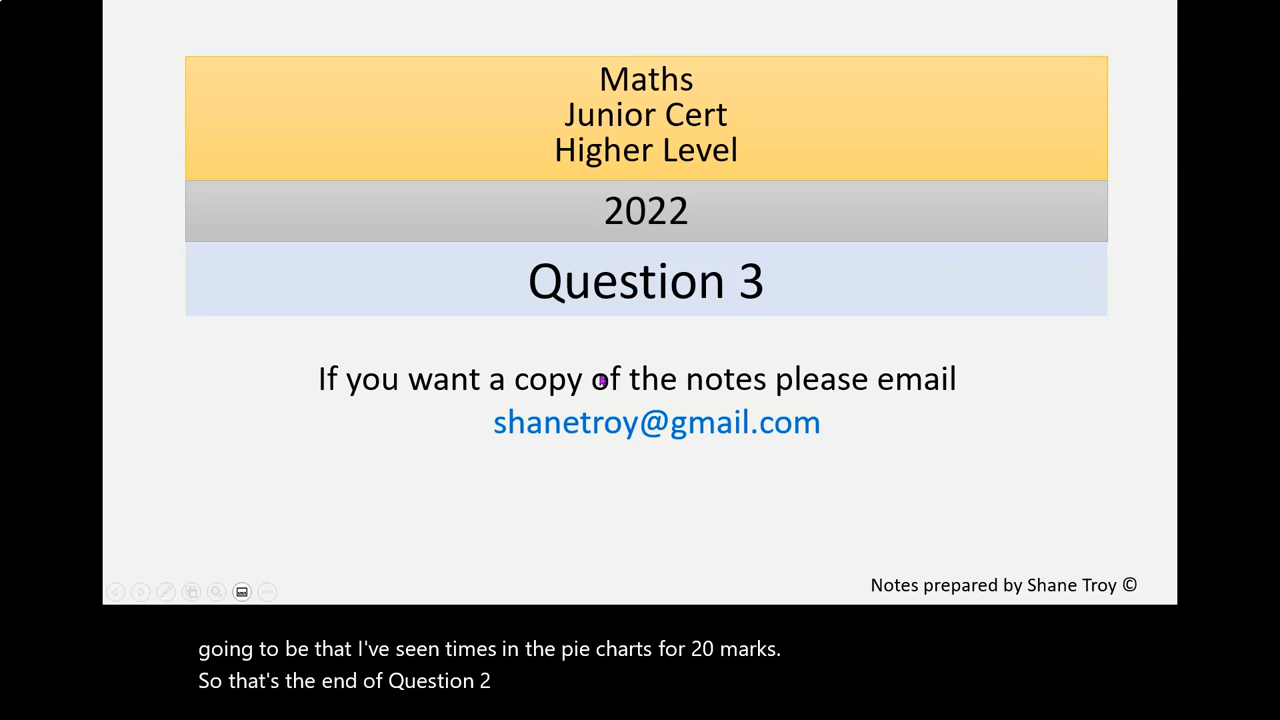 Maths
Junior Cert
Higher Level
2022
Question 3
If you want a copy of the notes please email
shanetroy@gmail.com
Notes prepared by Shane Troy ©
going to be that I've seen times in the pie charts for 20 marks.
So that's the end of Question 2